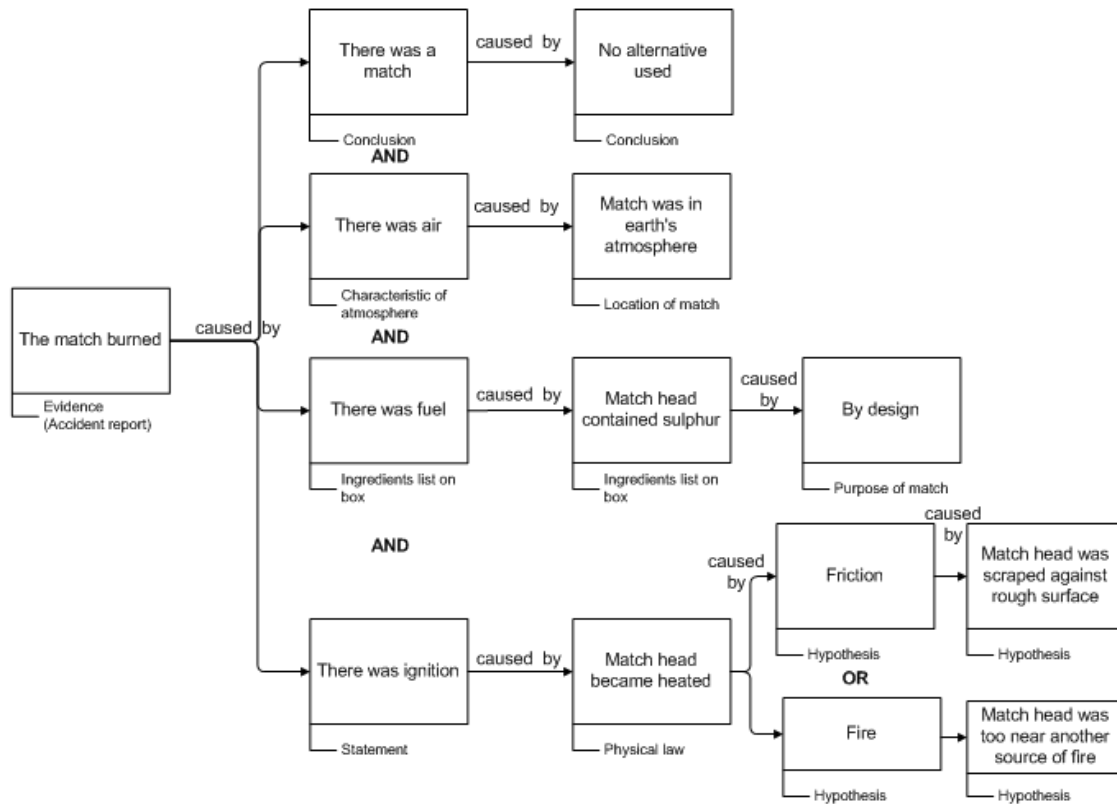 There was a
match
caused by
No alternative
used
Conclusion
Conclusion
AND
There was air
caused by
Match was in
earth's
atmosphere
Characteristic of
atmosphere
Location of match
AND
The match burned
caused by
Evidence
(Accident report)
There was fuel
caused by
Match head
contained sulphur
caused
by
By design
Ingredients list on
box
Ingredients list on
box
Purpose of match
AND
There was ignition
caused by
Match head
became heated
Statement
Physical law
caused
by
Friction
caused
by
Match head was
scraped against
rough surface
Hypothesis
Hypothesis
OR
Fire
Match head was
too near another
source of fire
Hypothesis
Hypothesis